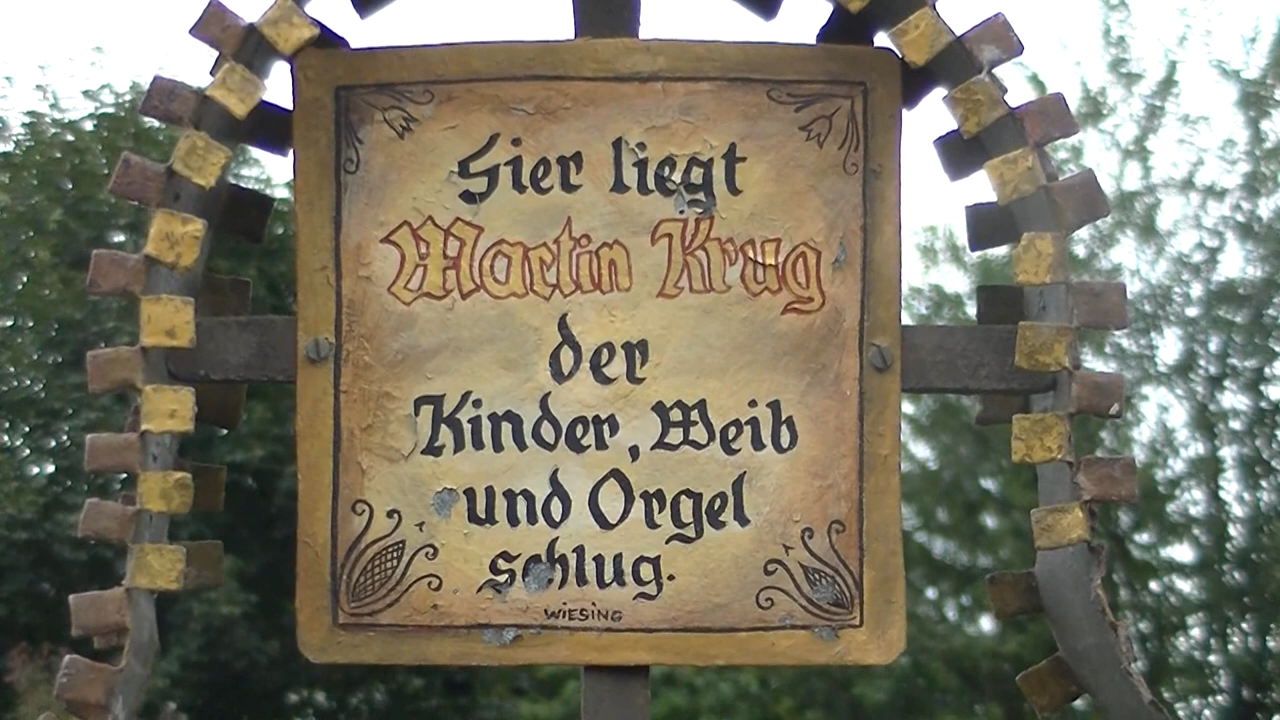 Hier liegt
Martin Krug
der
Kinder, Weib
und Orgel
schlug.
WIESING